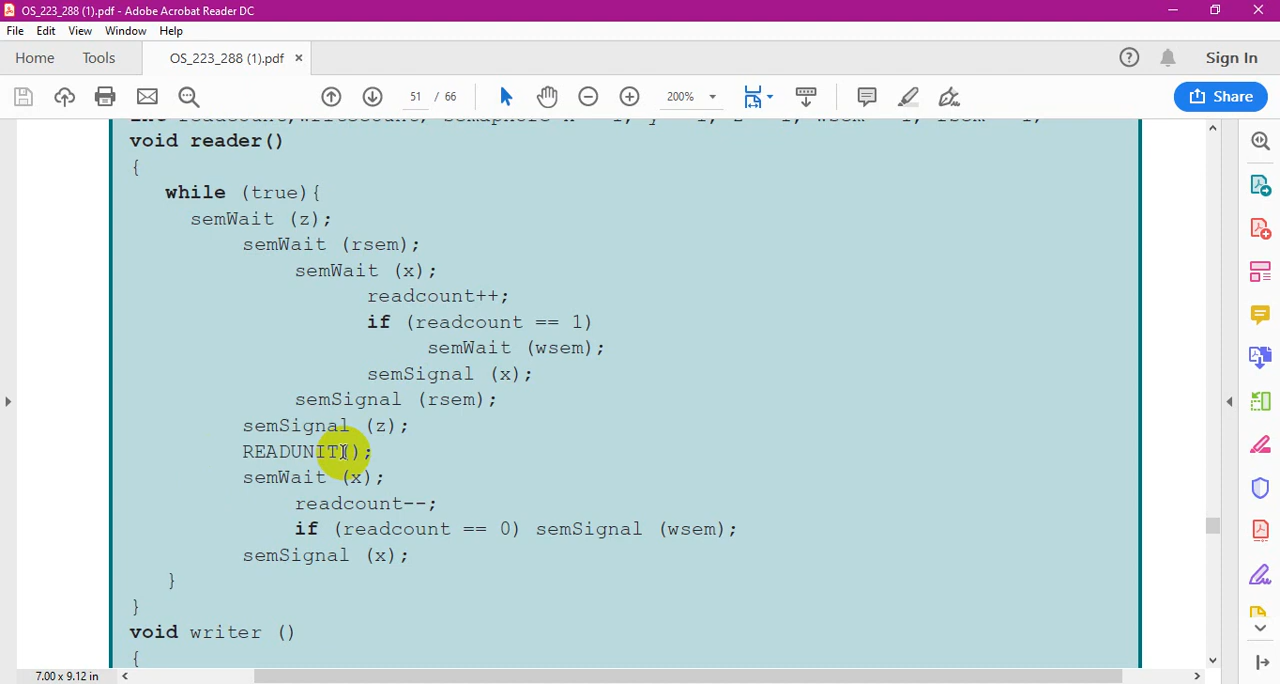 OS_223_288 (1).pdf - Adobe Acrobat Reader DC
File Edit View Window Help
Home Tools OS_223_288 (1).pdf × Sign In
51 / 66 200% Share
void reader()
{
while (true){
semWait (z);
semWait (rsem);
semWait (x);
readcount++;
if (readcount == 1)
semWait (wsem);
semSignal (x);
semSignal (rsem);
semSignal (z);
READUNIT();
semWait (x);
readcount--;
if (readcount == 0) semSignal (wsem);
semSignal (x);
}
}
void writer ()
{
7.00 x 9.12 in